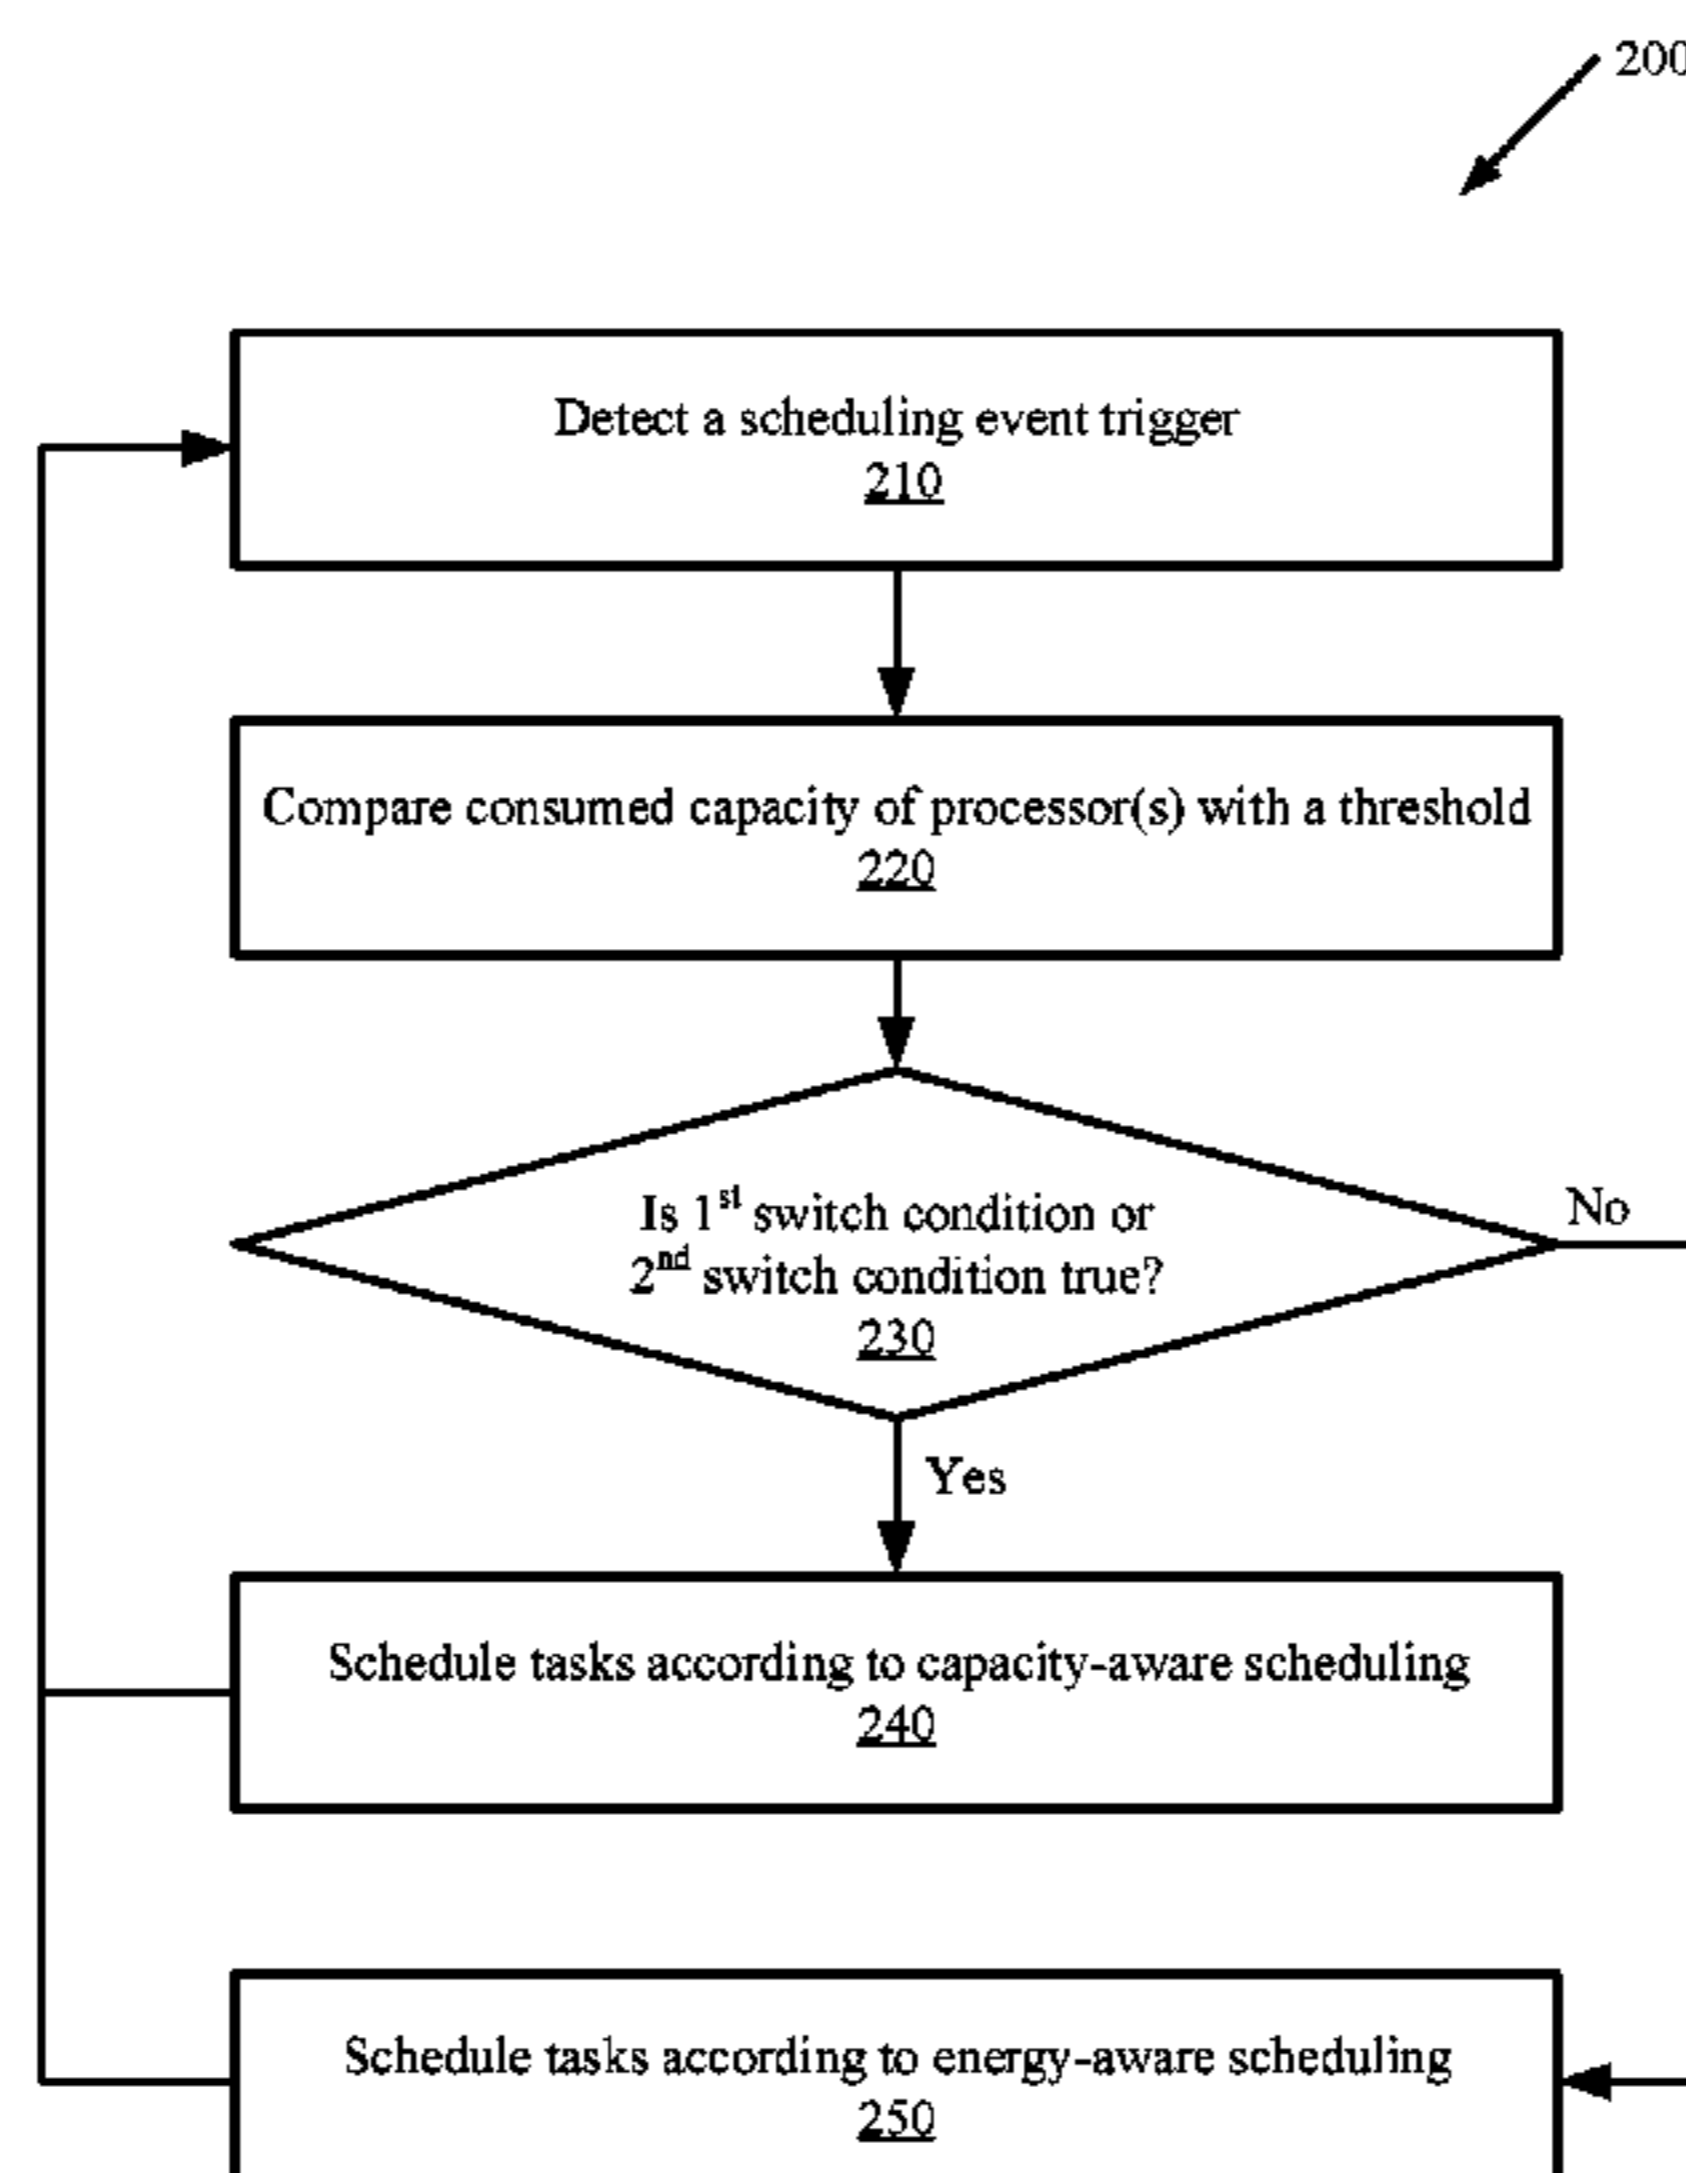 200
Detect a scheduling event trigger
210
Compare consumed capacity of processor(s) with a threshold
220
Is 1st switch condition or
2nd switch condition true?
230
No
Yes
Schedule tasks according to capacity-aware scheduling
240
Schedule tasks according to energy-aware scheduling
250